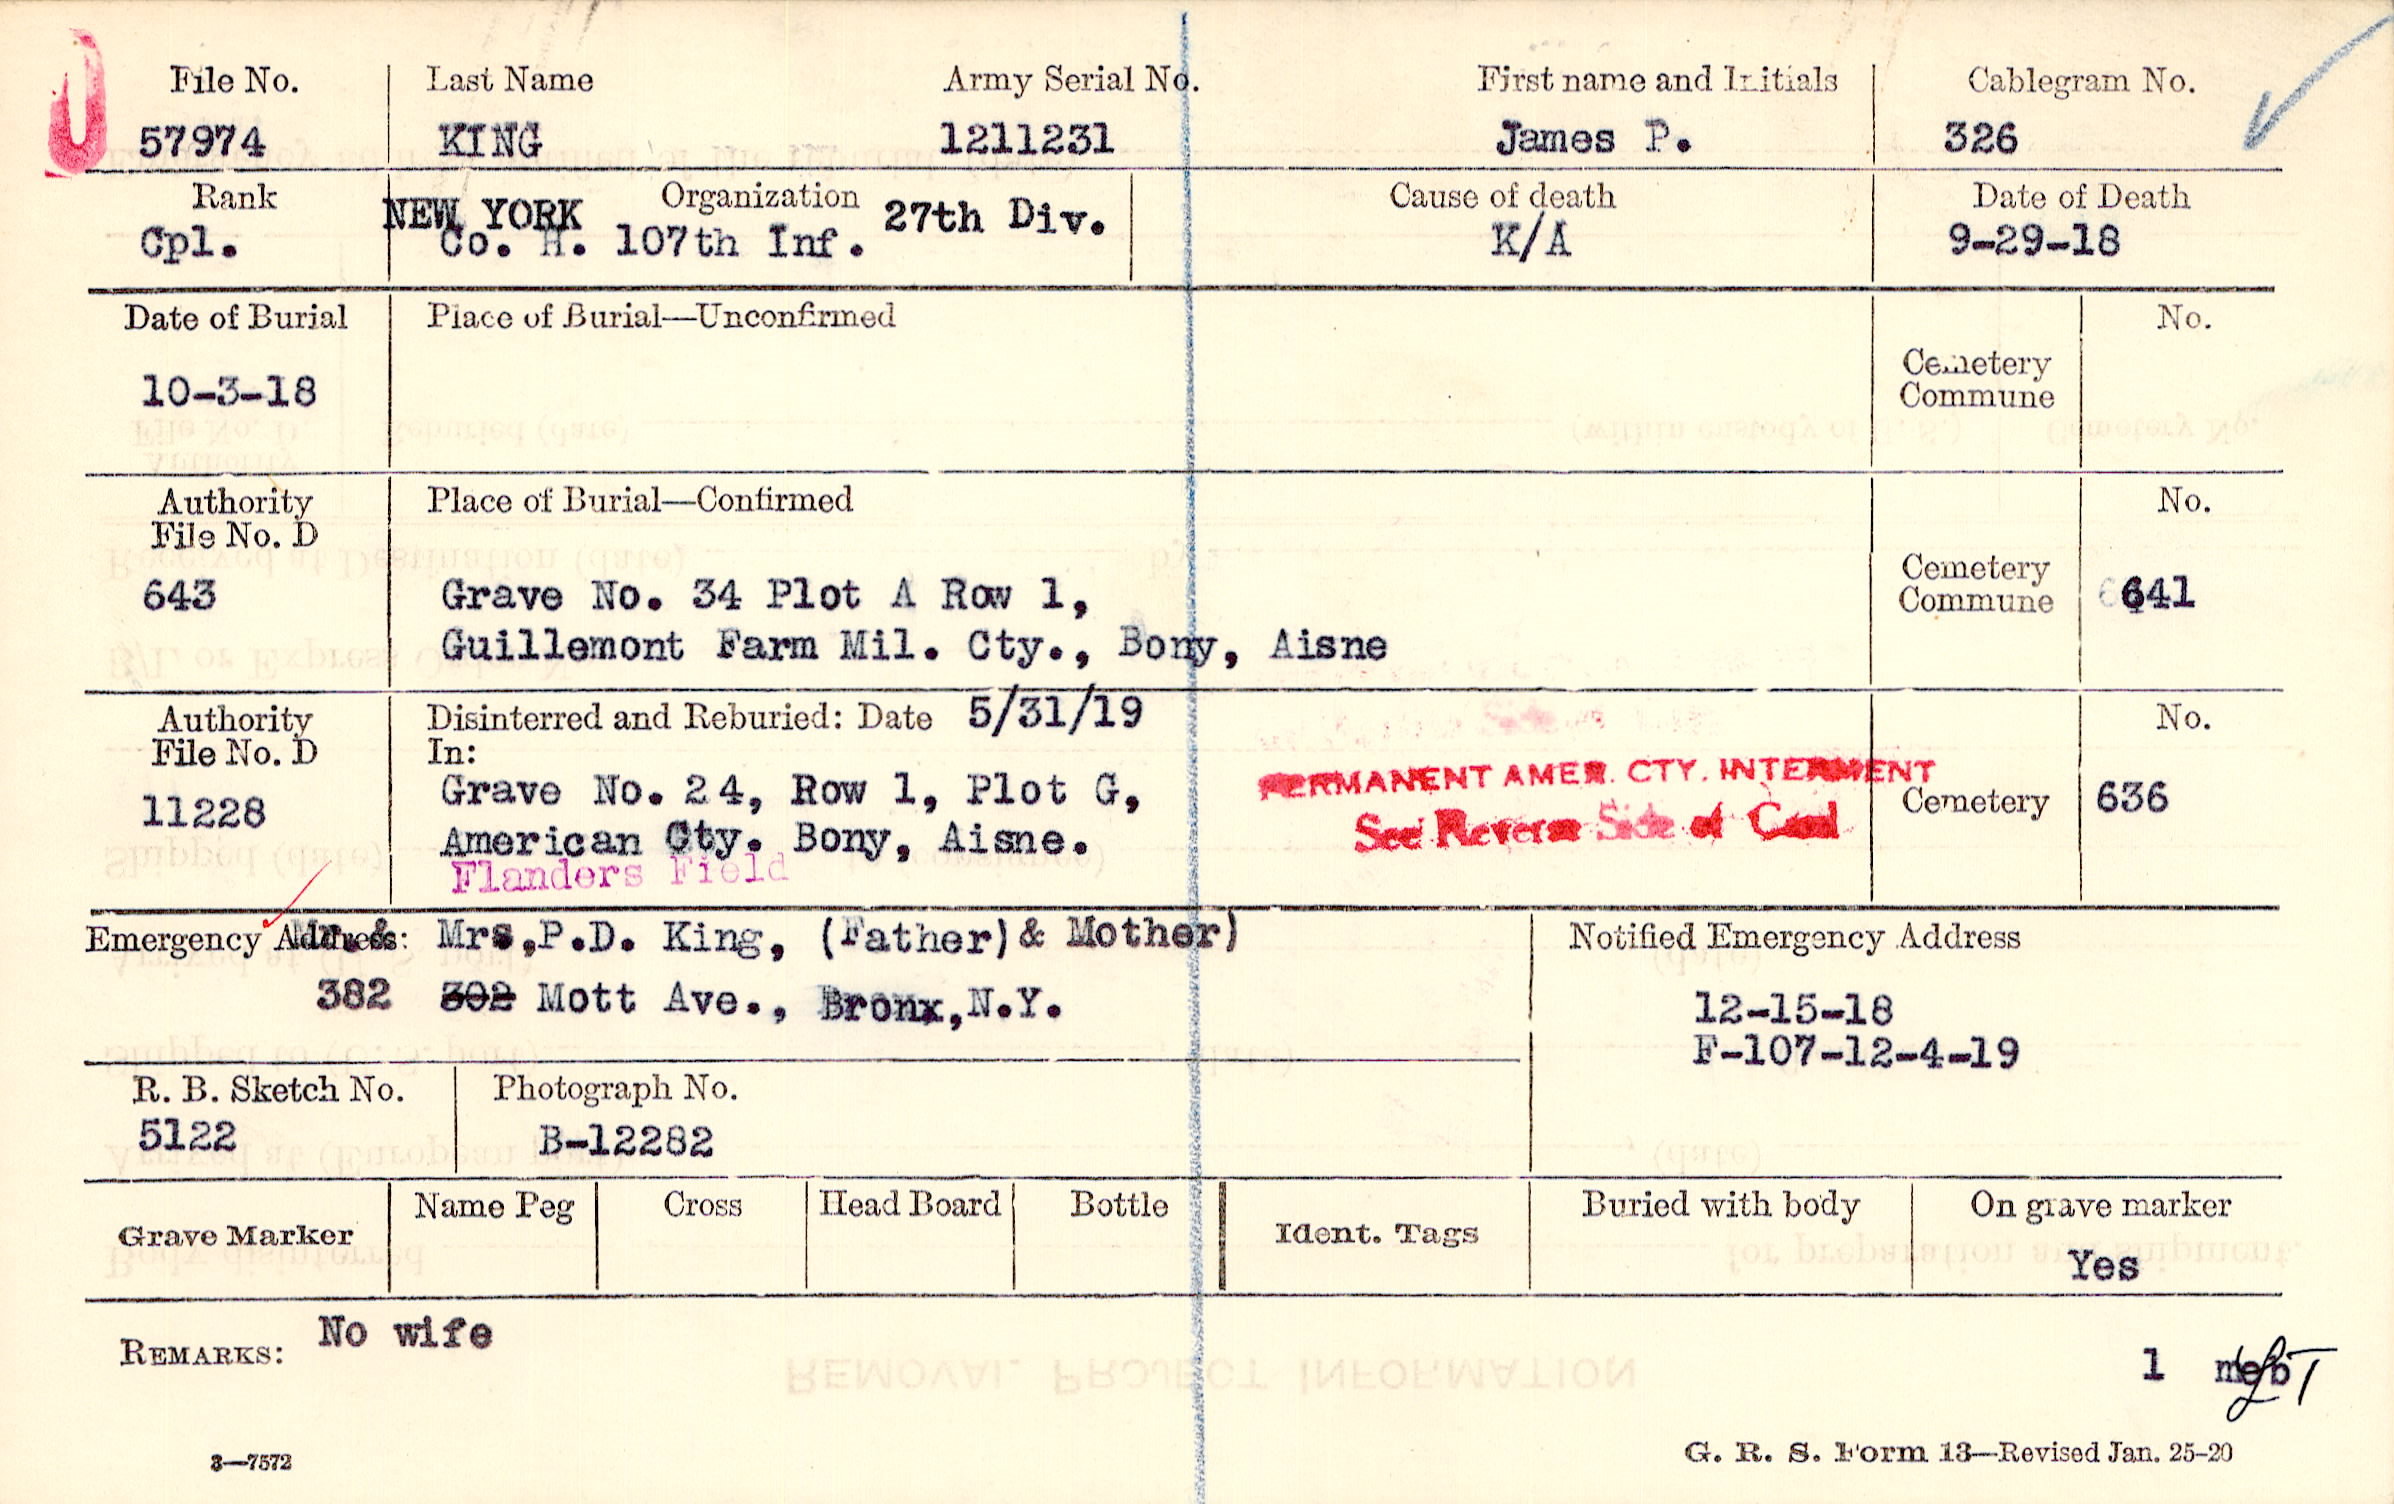 File No. Last Name Army Serial No. First name and Initials Cablegram No.
57974 KING 1211231 James P. 326
Rank Organization Cause of death Date of Death
NEW YORK 27th Div.
Cpl. Co. H. 107th Inf. K/A 9-29-18
Date of Burial Place of Burial—Unconfirmed No.
Cemetery
Commune
10-3-18
Authority Place of Burial—Confirmed No.
File No. D
Cemetery
Commune
643 Grave No. 34 Plot A Row 1, 641
Guillemont Farm Mil. Cty., Bony, Aisne
Authority Disinterred and Reburied: Date 5/31/19 No.
File No. D In:
PERMANENT AMER. CTY. INTERMENT
11228 Grave No. 24, Row 1, Plot G, Cemetery 636
See Reverse Side of Card
American Cty. Bony, Aisne.
Flanders Field
Emergency Address: Mr. & Mrs, P.D. King, (Father) & Mother) Notified Emergency Address
382 302 Mott Ave., Bronx, N.Y. 12-15-18
F-107-12-4-19
R. B. Sketch No. Photograph No.
5122 B-12282
Grave Marker Name Peg Cross Head Board Bottle Ident. Tags Buried with body On grave marker
Yes
REMARKS: No wife
1
3—7572 G. R. S. Form 13—Revised Jan. 25-20